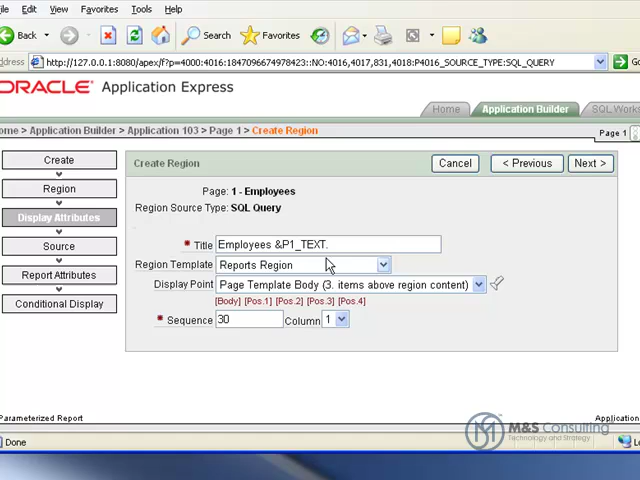 File Edit View Favorites Tools Help
Back Search Favorites
Address http://127.0.0.1:8080/apex/f?p=4000:4016:1847096674978423::NO:4016,4017,831,4018:P4016_SOURCE_TYPE:SQL_QUERY Go
ORACLE Application Express
Home Application Builder SQL Works
Home > Application Builder > Application 103 > Page 1 > Create Region Page 1
Create
Region
Display Attributes
Source
Report Attributes
Conditional Display
Create Region Cancel < Previous Next >
Page: 1 - Employees
Region Source Type: SQL Query
* Title Employees &P1_TEXT.
Region Template Reports Region
Display Point Page Template Body (3. items above region content)
[Body] [Pos.1] [Pos.2] [Pos.3] [Pos.4]
* Sequence 30 Column 1
Parameterized Report Application
M&S Consulting
Technology and Strategy
Done Lo